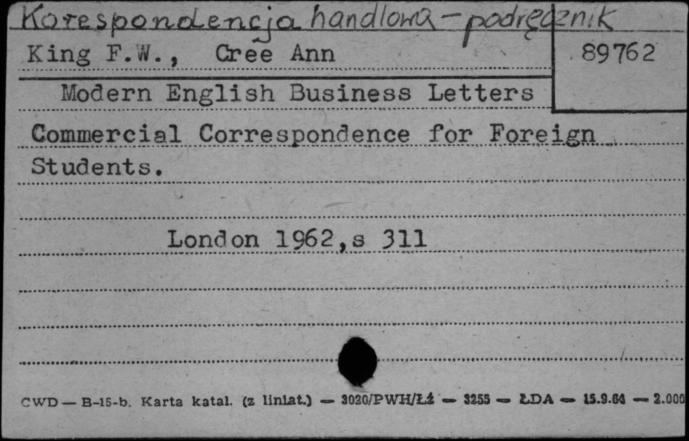 Korespondencja handlowa - podręcznik
King F.W., Cree Ann
89762
Modern English Business Letters
Commercial Correspondence for Foreign
Students.
London 1962,s 311
CWD — B-15-b. Karta katal. (z liniat.) — 3020/PWH/Łź — 3255 — ŁDA — 15.9.64 — 2.000